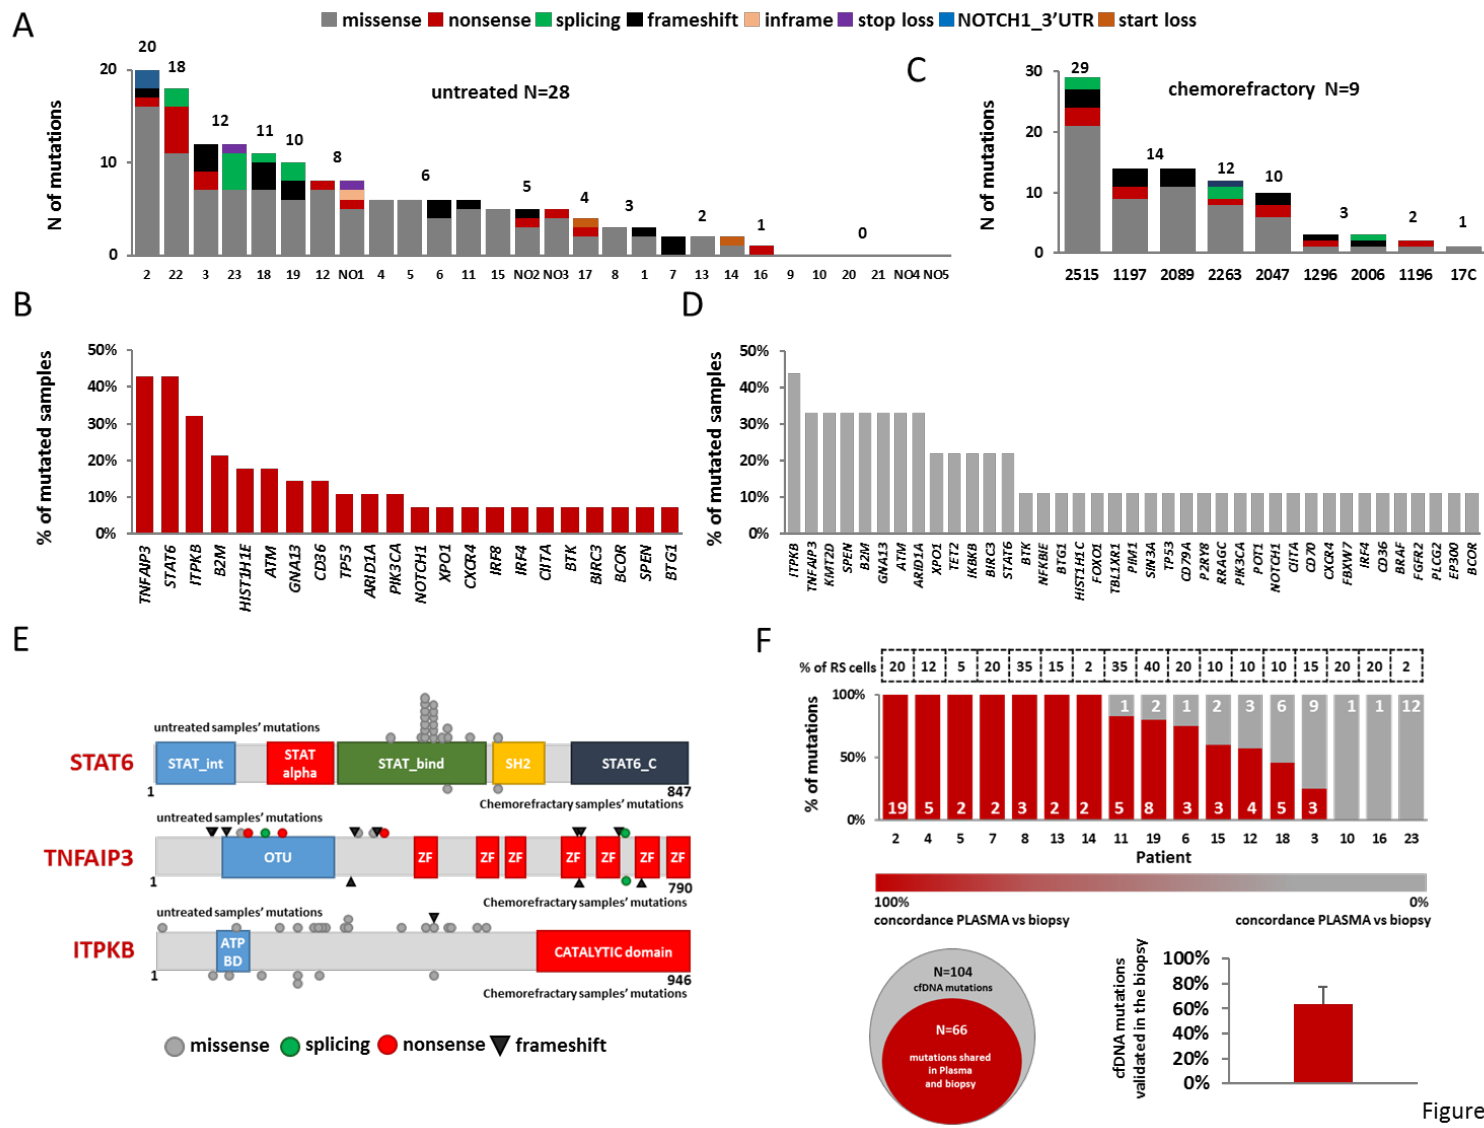 A
missense nonsense splicing frameshift inframe stop loss NOTCH1_3'UTR start loss
N of mutations
untreated N=28
20
10
0
20 18 12 11 10 8 6 5 4 3 2 1 0
2 22 3 23 18 19 12 NO1 4 5 6 11 15 NO2 NO3 17 8 1 7 13 14 16 9 10 20 21 NO4 NO5
C
N of mutations
chemorefractory N=9
30
20
10
0
29 14 12 10 3 2 1
2515 1197 2089 2263 2047 1296 2006 1196 17C
B
% of mutated samples
50%
40%
30%
20%
10%
0%
TNFAIP3 STAT6 ITPKB B2M HIST1H1E ATM GNA13 CD36 TP53 ARID1A PIK3CA NOTCH1 XPO1 CXCR4 IRF8 IRF4 CIITA BTK BIRC3 BCOR SPEN BTG1
D
% of mutated samples
50%
40%
30%
20%
10%
0%
ITPKB TNFAIP3 KMT2D SPEN B2M GNA13 ATM ARID1A XPO1 TET2 IKBKB BIRC3 STAT6 BTK NFKBIE BTG1 HIST1H1C FOXO1 TBL1XR1 PIM1 SIN3A TP53 CD79A P2RY8 RRAGC PIK3CA POT1 NOTCH1 CIITA CD70 CXCR4 FBXW7 IRF4 CD36 BRAF FGFR2 PLCG2 EP300 BCOR
E
untreated samples' mutations
STAT6
STAT_int STAT alpha STAT_bind SH2 STAT6_C
1 847
Chemorefractary samples' mutations
untreated samples' mutations
TNFAIP3
OTU ZF ZF ZF ZF ZF ZF ZF
1 790
Chemorefractary samples' mutations
untreated samples' mutations
ITPKB
ATP BD CATALYTIC domain
1 946
Chemorefractary samples' mutations
missense splicing nonsense frameshift
F
% of RS cells 20 12 5 20 35 15 2 35 40 20 10 10 10 15 20 20 2
% of mutations
100%
50%
0%
1 2 1 2 3 6 9 1 1 12
19 5 2 2 3 2 2 5 8 3 3 4 5 3
2 4 5 7 8 13 14 11 19 6 15 12 18 3 10 16 23
Patient
100% 0%
concordance PLASMA vs biopsy concordance PLASMA vs biopsy
N=104
cfDNA mutations
N=66
mutations shared
in Plasma
and biopsy
cfDNA mutations
validated in the biopsy
100%
80%
60%
40%
20%
0%
Figure